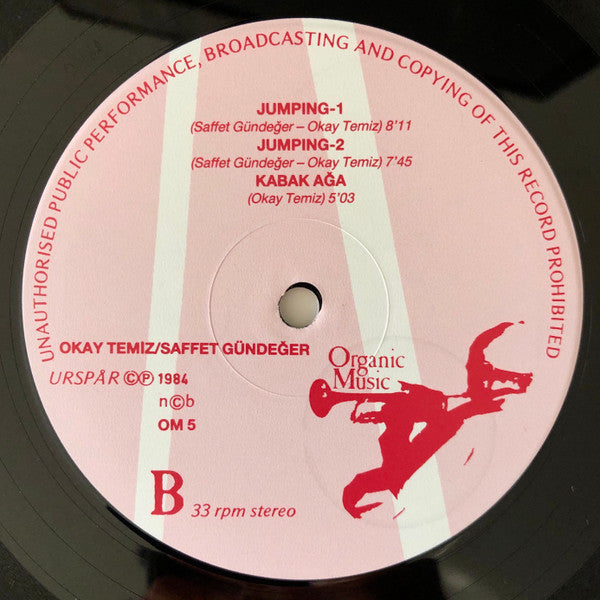 UNAUTHORISED PUBLIC PERFORMANCE, BROADCASTING AND COPYING OF THIS RECORD PROHIBITED
JUMPING-1
(Saffet Gündeğer – Okay Temiz) 8'11
JUMPING-2
(Saffet Gündeğer – Okay Temiz) 7'45
KABAK AĞA
(Okay Temiz) 5'03
OKAY TEMIZ/SAFFET GÜNDEĞER
URSPÅR ©℗ 1984
n©b
OM 5
Organic
Music
B 33 rpm stereo